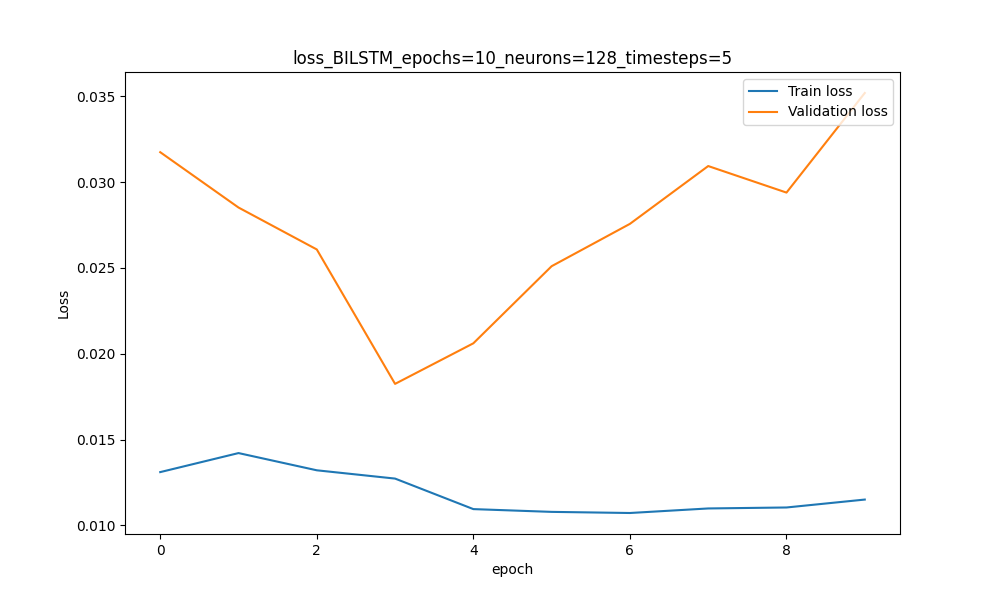 loss_BILSTM_epochs=10_neurons=128_timesteps=5
Train loss
Validation loss
0.035
0.030
0.025
0.020
0.015
0.010
Loss
0 2 4 6 8
epoch